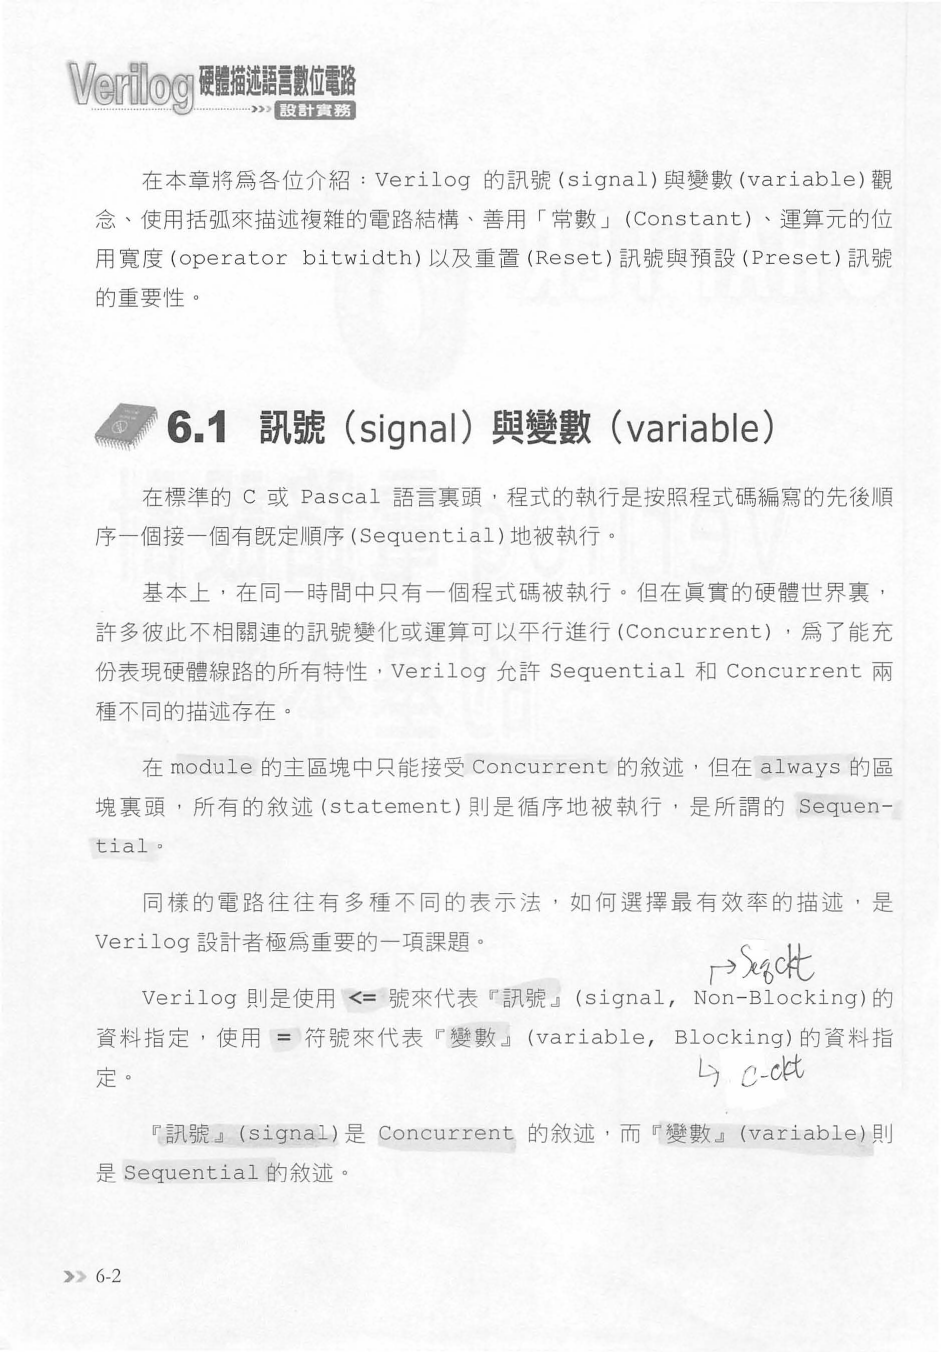 Verilog 硬體描述語言數位電路
設計實務
在本章將為各位介紹：Verilog 的訊號(signal)與變數(variable)觀
念、使用括弧來描述複雜的電路結構、善用「常數」(Constant)、運算元的位
用寬度(operator bitwidth)以及重置(Reset)訊號與預設(Preset)訊號
的重要性。
6.1 訊號（signal）與變數（variable）
在標準的 C 或 Pascal 語言裏頭，程式的執行是按照程式碼編寫的先後順
序一個接一個有既定順序(Sequential)地被執行。
基本上，在同一時間中只有一個程式碼被執行。但在眞實的硬體世界裏，
許多彼此不相關連的訊號變化或運算可以平行進行(Concurrent)，爲了能充
份表現硬體線路的所有特性，Verilog 允許 Sequential 和 Concurrent 兩
種不同的描述存在。
在 module 的主區塊中只能接受 Concurrent 的敘述，但在 always 的區
塊裏頭，所有的敘述(statement)則是循序地被執行，是所謂的 Sequen-
tial。
同樣的電路往往有多種不同的表示法，如何選擇最有效率的描述，是
Verilog 設計者極爲重要的一項課題。
→ Seqckt
Verilog 則是使用 <= 號來代表『訊號』(signal, Non-Blocking)的
資料指定，使用 = 符號來代表『變數』(variable, Blocking)的資料指
定。
↳ C-ckt
『訊號』(signal)是 Concurrent 的敘述，而『變數』(variable)則
是 Sequential 的敘述。
>> 6-2